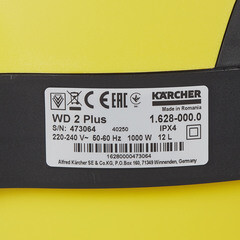 KÄRCHER
Made in Romania
WD 2 Plus
1.628-000.0
S/N: 473064
40250
IPX4
220-240 V~ 50-60 Hz 1000 W 12 L
16280000473064
Alfred Kärcher SE & Co.KG, P.O.Box 160, 71349 Winnenden, Germany